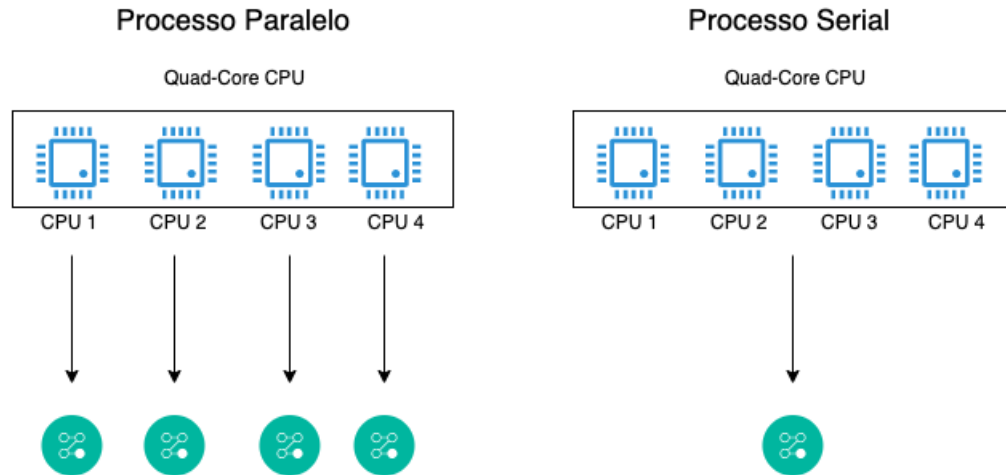 Processo Paralelo
Quad-Core CPU
CPU 1
CPU 2
CPU 3
CPU 4
Processo Serial
Quad-Core CPU
CPU 1
CPU 2
CPU 3
CPU 4